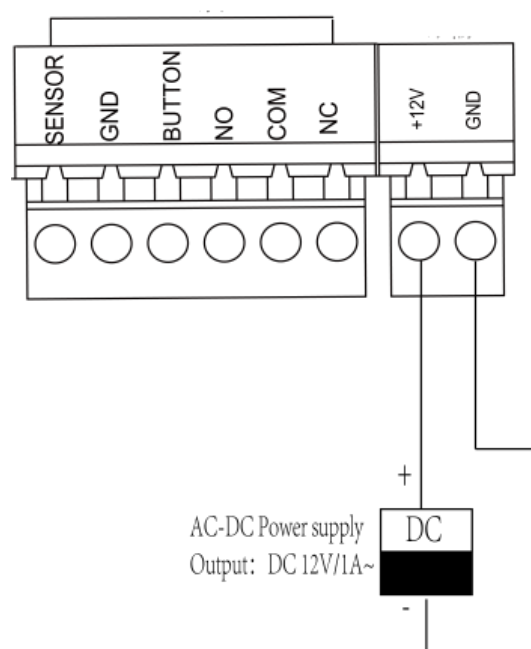 SENSOR
GND
BUTTON
NO
COM
NC
+12V
GND
+
AC-DC Power supply
DC
Output: DC 12V/1A~
-